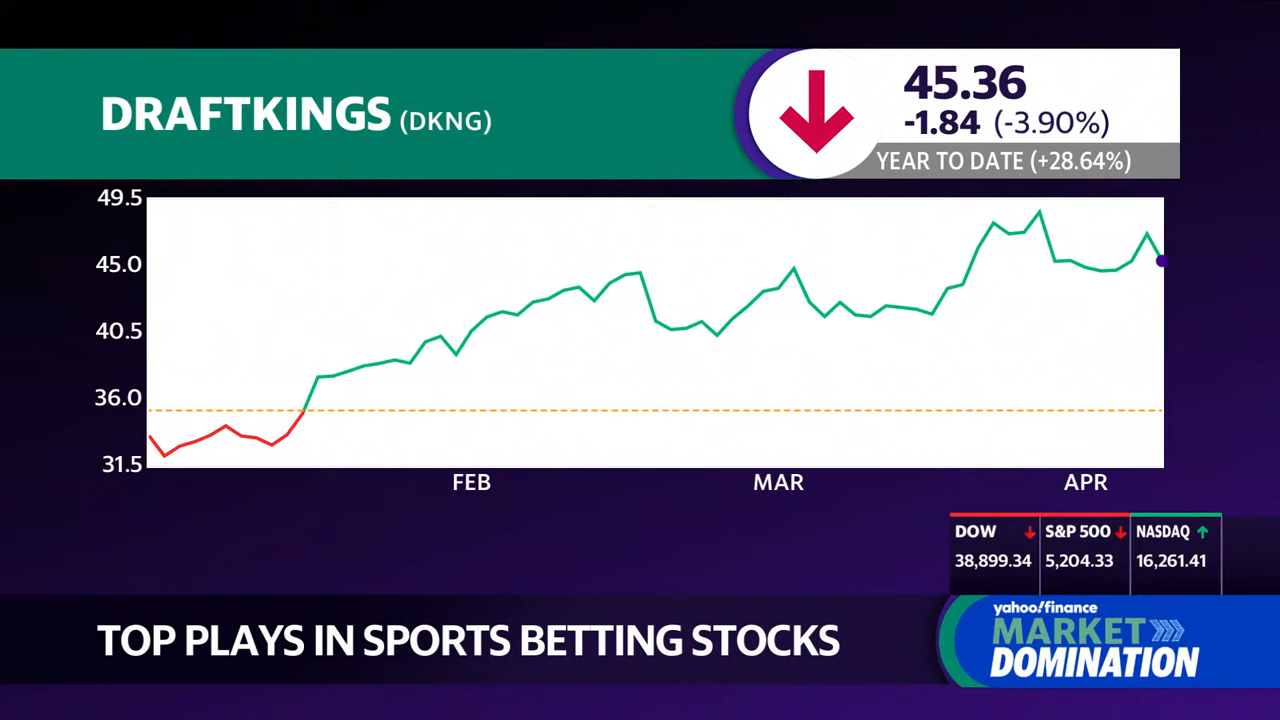 DRAFTKINGS (DKNG)
45.36
-1.84 (-3.90%)
YEAR TO DATE (+28.64%)
49.5
45.0
40.5
36.0
31.5
FEB MAR APR
DOW S&P 500 NASDAQ
38,899.34 5,204.33 16,261.41
TOP PLAYS IN SPORTS BETTING STOCKS
yahoo!finance
MARKET
DOMINATION